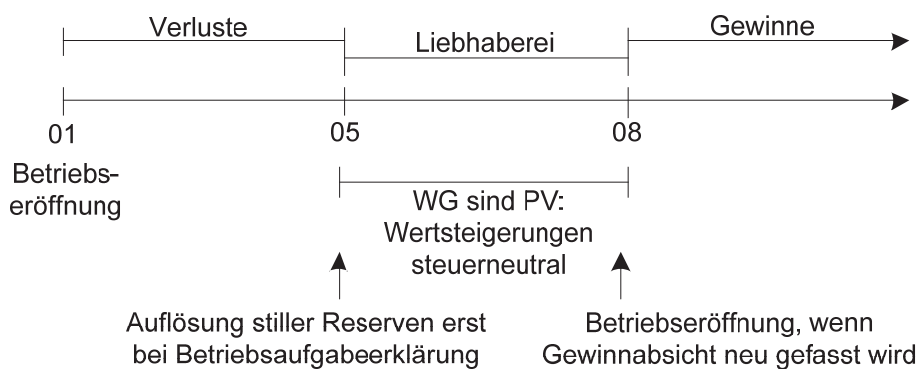 Verluste
Liebhaberei
Gewinne
01
05
08
Betriebs-
eröffnung
WG sind PV:
Wertsteigerungen
steuerneutral
Auflösung stiller Reserven erst
bei Betriebsaufgabeerklärung
Betriebseröffnung, wenn
Gewinnabsicht neu gefasst wird